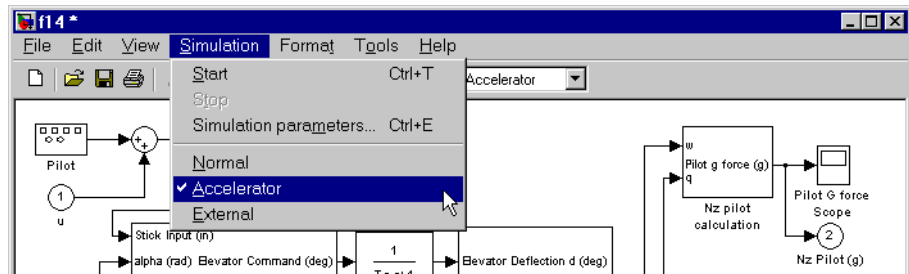 f14 *
File Edit View Simulation Format Tools Help
Start Ctrl+T
Accelerator
Stop
Simulation parameters... Ctrl+E
Normal
Accelerator
External
Pilot
1
u
Stick Input (in)
alpha (rad) Elevator Command (deg)
1
Elevator Deflection d (deg)
w
Pilot g force (g)
q
Nz pilot
calculation
Pilot G force
Scope
2
Nz Pilot (g)